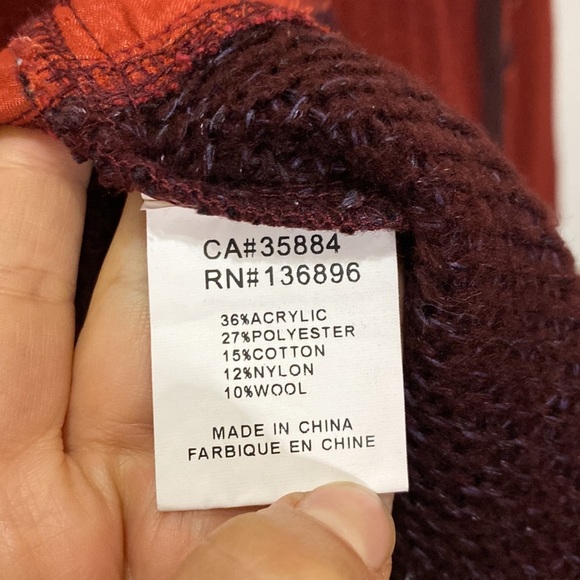 CA#35884
RN#136896
36%ACRYLIC
27%POLYESTER
15%COTTON
12%NYLON
10%WOOL
MADE IN CHINA
FARBIQUE EN CHINE